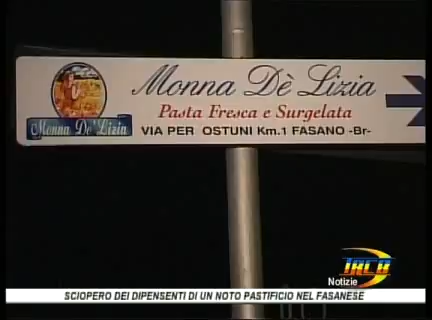 Monna Dè Lizia
Pasta Fresca e Surgelata
Monna De' Lizia
VIA PER OSTUNI Km.1 FASANO -Br-
Notizie
SCIOPERO DEI DIPENSENTI DI UN NOTO PASTIFICIO NEL FASANESE